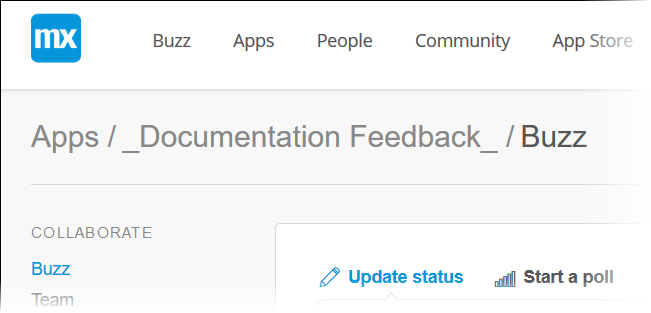 mx Buzz Apps People Community App Store
Apps / _Documentation Feedback_ / Buzz
COLLABORATE
Buzz
Update status Start a poll
Team